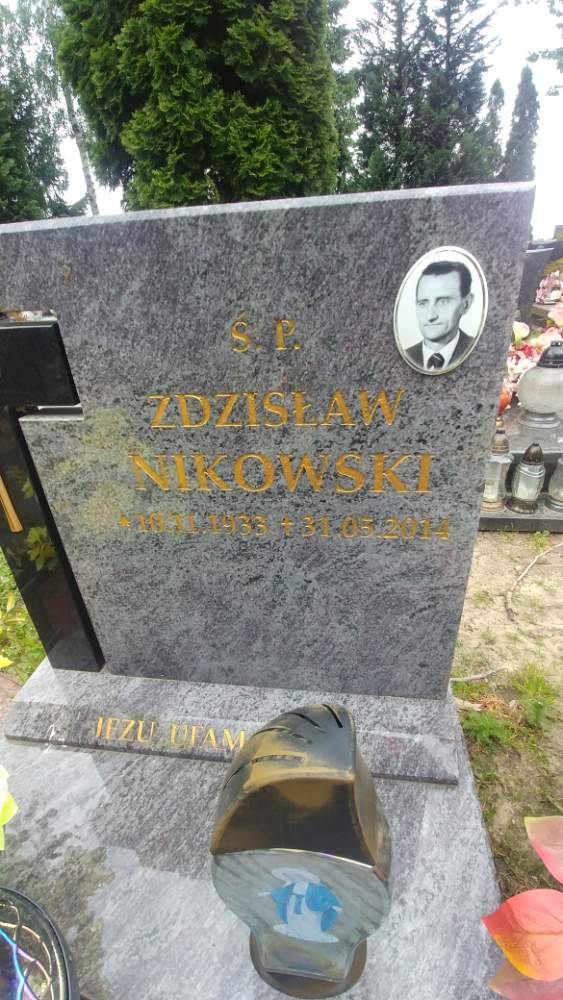 Ś. P.
ZDZISŁAW
NIKOWSKI
* 10.11.1933 ✝ 31.05.2014
JEZU UFAM